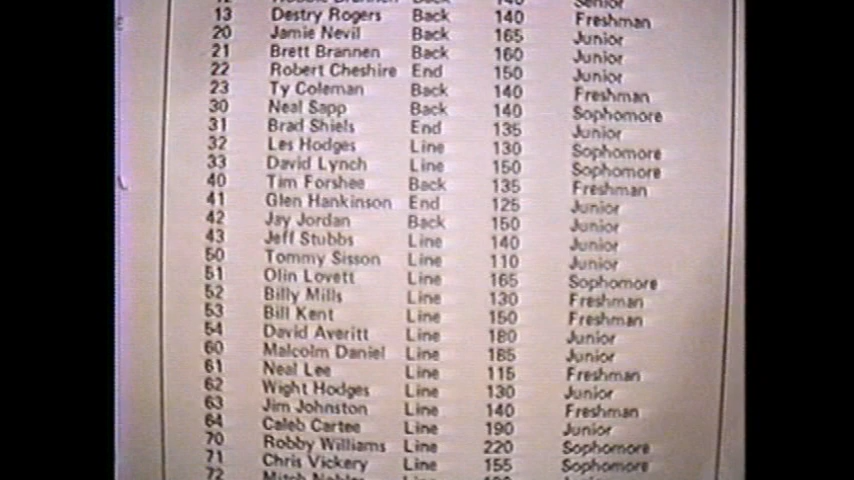 13 Destry Rogers Back 140 Freshman
20 Jamie Nevil Back 165 Junior
21 Brett Brannen Back 160 Junior
22 Robert Cheshire End 150 Junior
23 Ty Coleman Back 140 Freshman
30 Neal Sapp Back 140 Sophomore
31 Brad Shiels End 135 Junior
32 Les Hodges Line 130 Sophomore
33 David Lynch Line 150 Sophomore
40 Tim Forshee Back 135 Freshman
41 Glen Hankinson End 125 Junior
42 Jay Jordan Back 150 Junior
43 Jeff Stubbs Line 140 Junior
50 Tommy Sisson Line 110 Junior
51 Olin Lovett Line 165 Sophomore
52 Billy Mills Line 130 Freshman
53 Bill Kent Line 150 Freshman
54 David Averitt Line 180 Junior
60 Malcolm Daniel Line 185 Junior
61 Neal Lee Line 115 Freshman
62 Wight Hodges Line 130 Junior
63 Jim Johnston Line 140 Freshman
64 Caleb Cartee Line 190 Junior
70 Robby Williams Line 220 Sophomore
71 Chris Vickery Line 155 Sophomore
72 Line